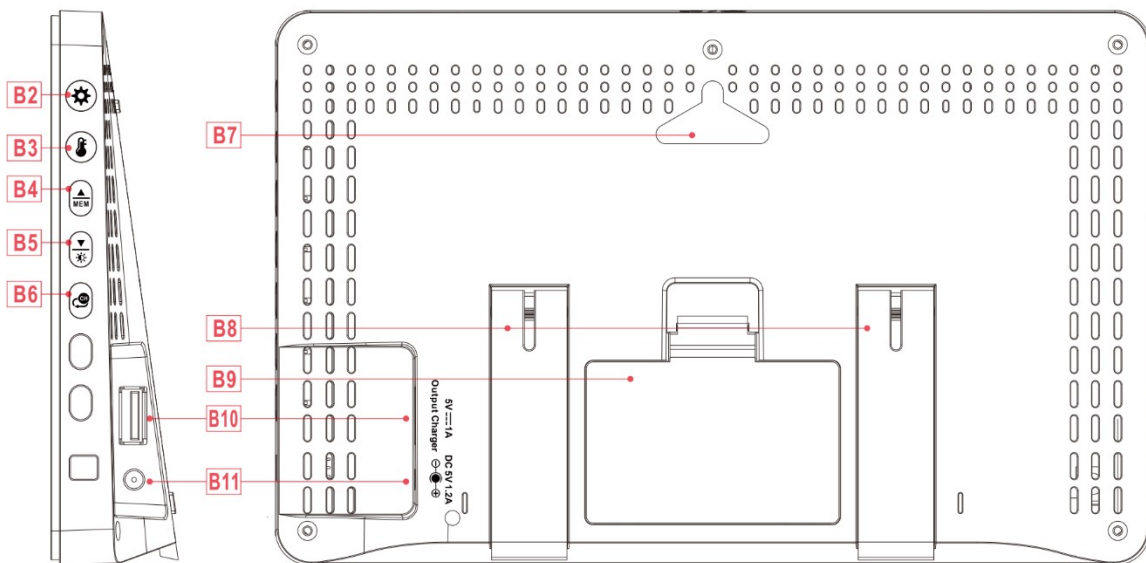 B2
B3
B4
MEM
B5
B6
B7
B8
B9
B10
B11
5V⎓1A
Output Charger
DC 5V 1.2A